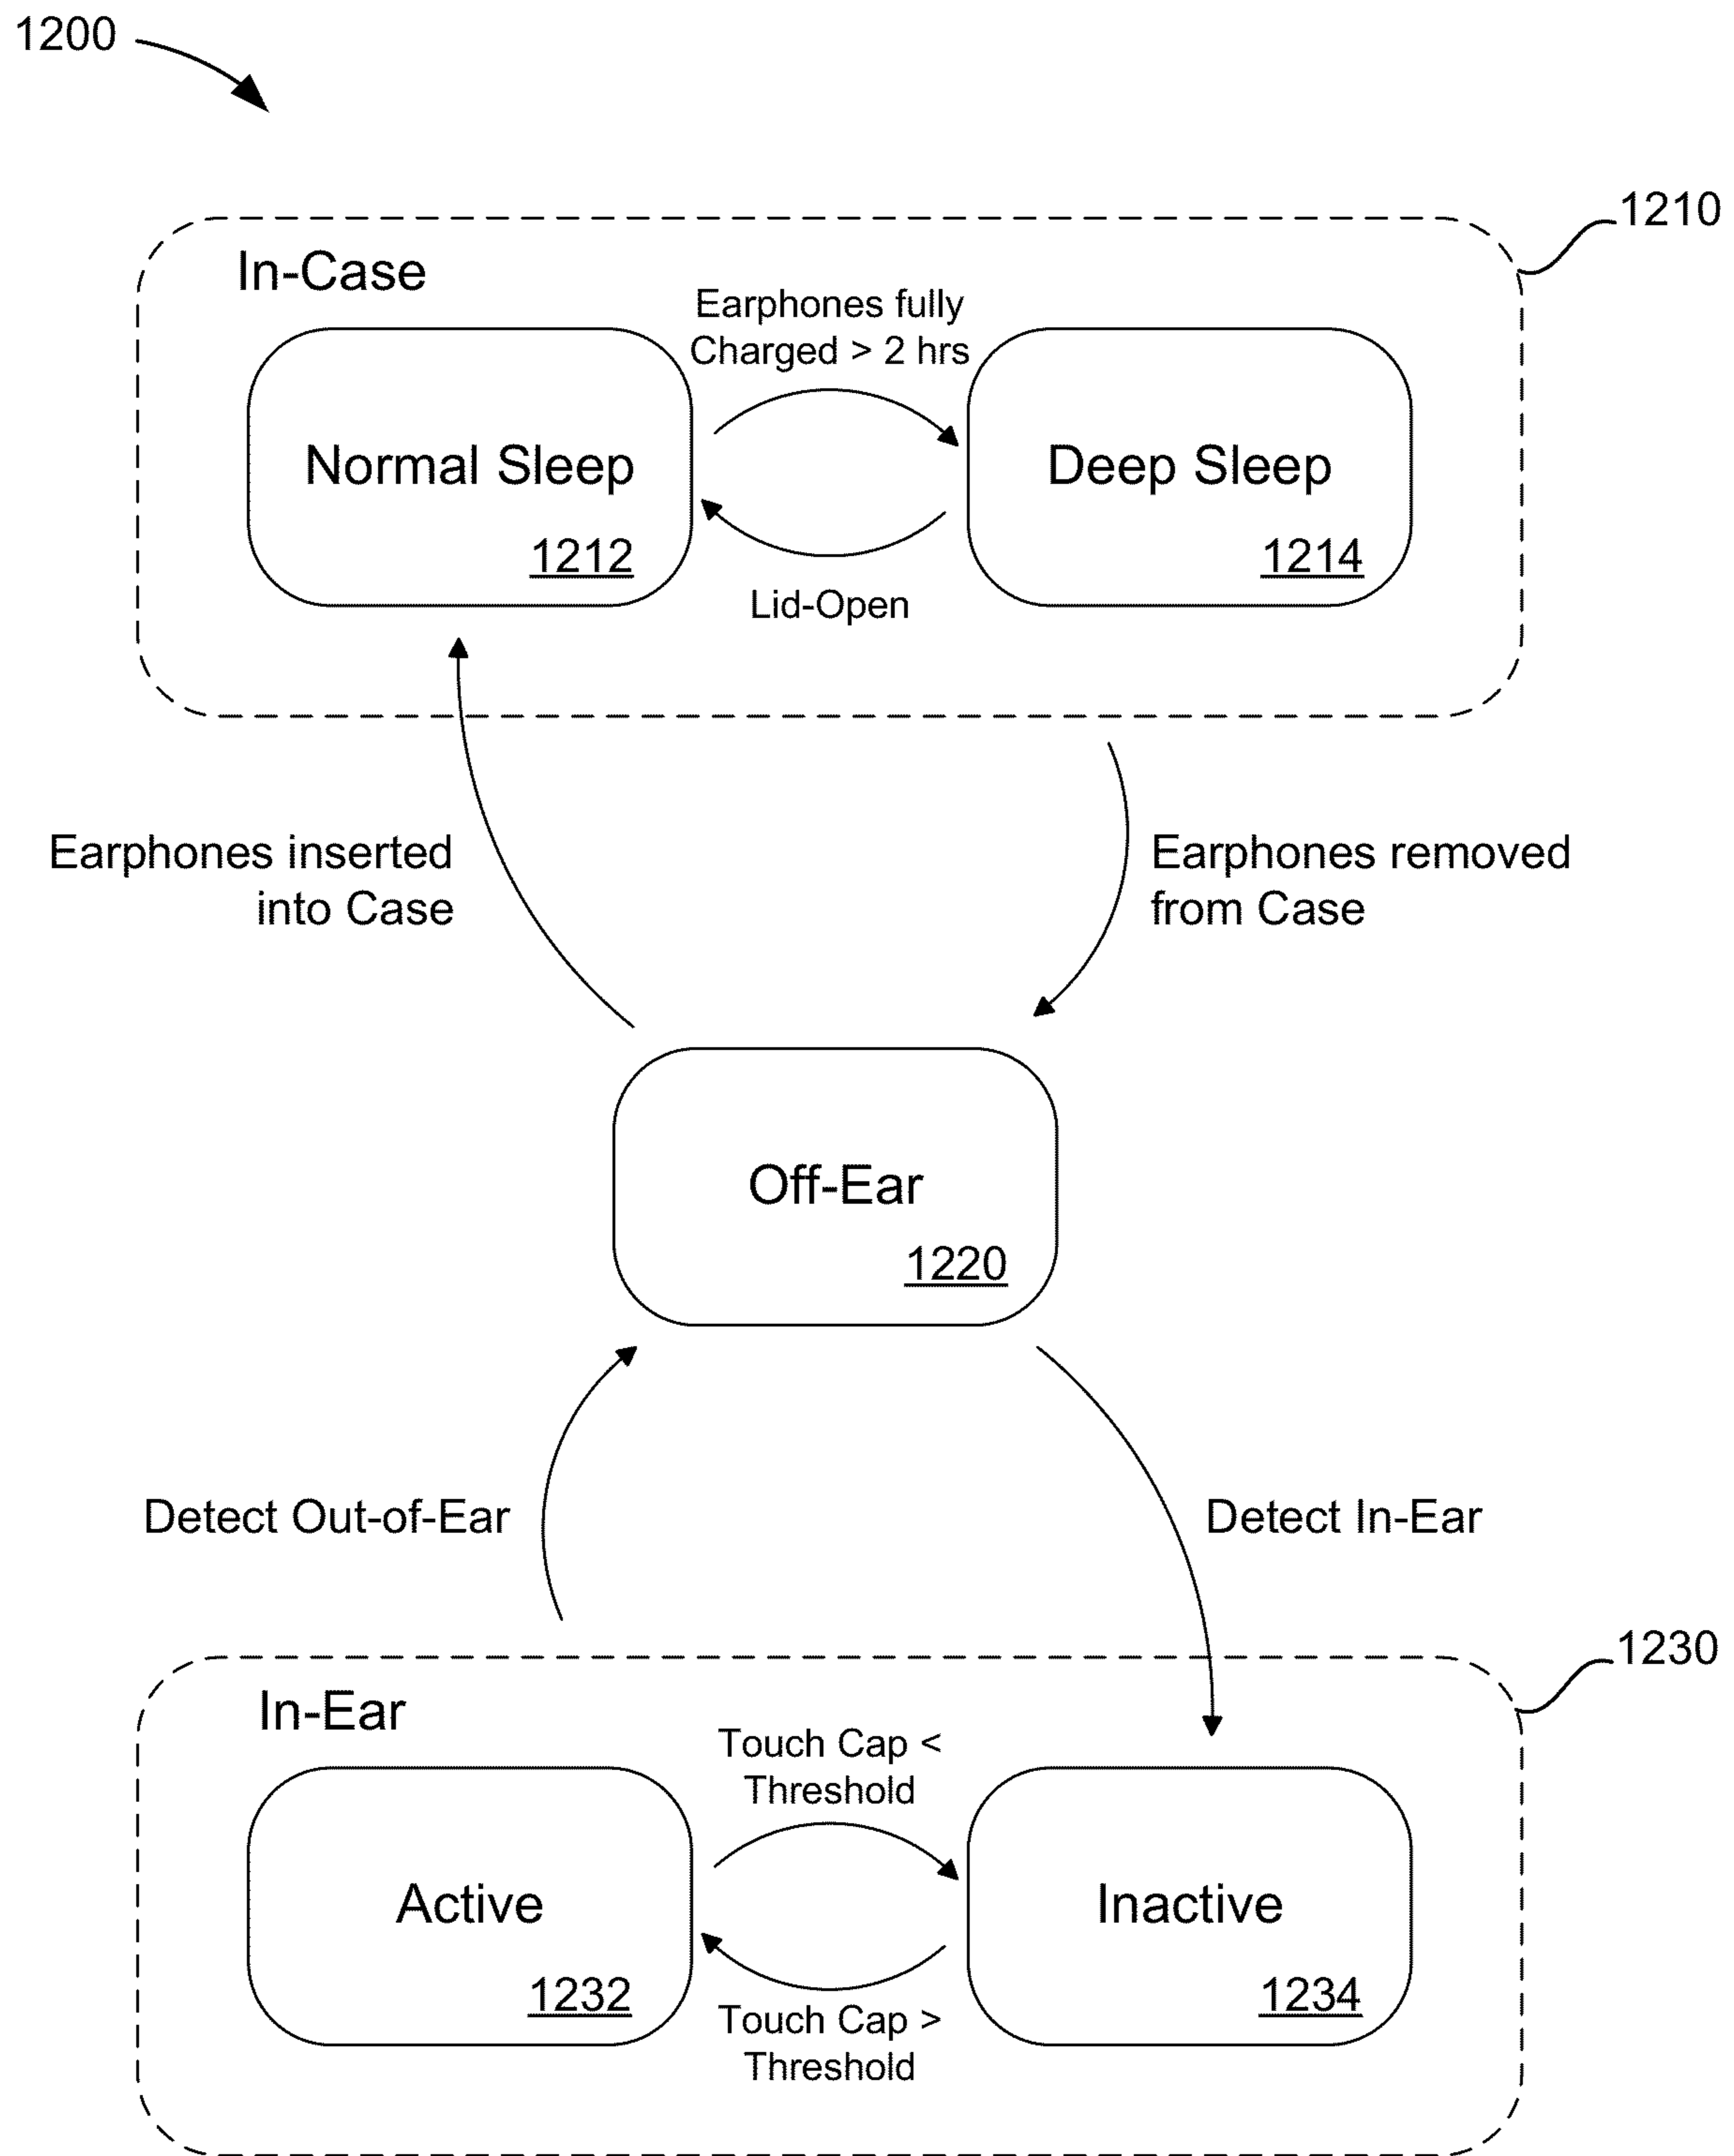 1200
1210
In-Case
Earphones fully
Charged > 2 hrs
Normal Sleep
1212
Deep Sleep
1214
Lid-Open
Earphones inserted
into Case
Earphones removed
from Case
Off-Ear
1220
Detect Out-of-Ear
Detect In-Ear
1230
In-Ear
Touch Cap <
Threshold
Active
1232
Inactive
1234
Touch Cap >
Threshold